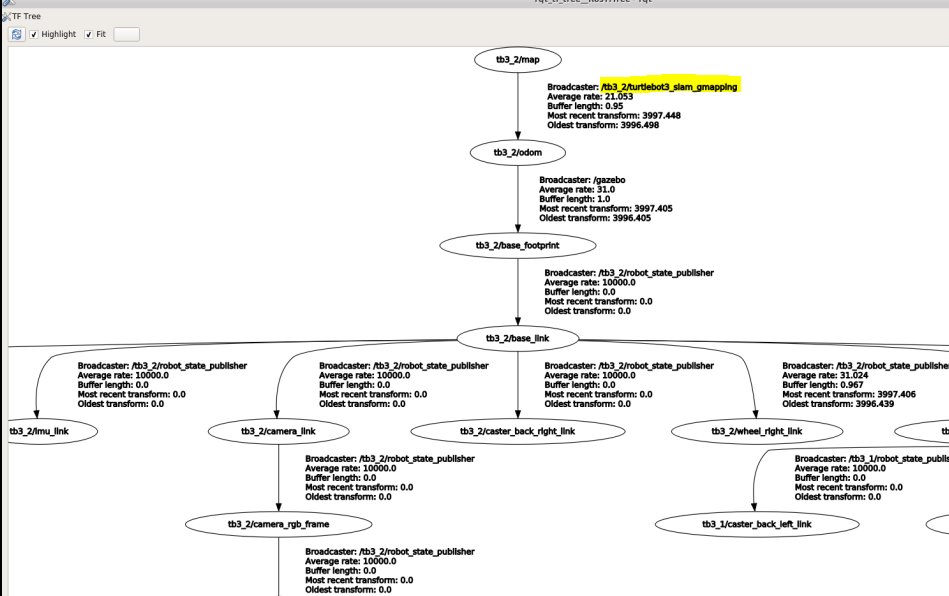 TF Tree
Highlight
Fit
tb3_2/map
Broadcaster: /tb3_2/turtlebot3_slam_gmapping
Average rate: 21.053
Buffer length: 0.95
Most recent transform: 3997.448
Oldest transform: 3996.498
tb3_2/odom
Broadcaster: /gazebo
Average rate: 31.0
Buffer length: 1.0
Most recent transform: 3997.405
Oldest transform: 3996.405
tb3_2/base_footprint
Broadcaster: /tb3_2/robot_state_publisher
Average rate: 10000.0
Buffer length: 0.0
Most recent transform: 0.0
Oldest transform: 0.0
tb3_2/base_link
Broadcaster: /tb3_2/robot_state_publisher
Average rate: 10000.0
Buffer length: 0.0
Most recent transform: 0.0
Oldest transform: 0.0
Broadcaster: /tb3_2/robot_state_publisher
Average rate: 10000.0
Buffer length: 0.0
Most recent transform: 0.0
Oldest transform: 0.0
Broadcaster: /tb3_2/robot_state_publisher
Average rate: 10000.0
Buffer length: 0.0
Most recent transform: 0.0
Oldest transform: 0.0
Broadcaster: /tb3_2/robot_state_publishe
Average rate: 31.024
Buffer length: 0.967
Most recent transform: 3997.406
Oldest transform: 3996.439
tb3_2/imu_link
tb3_2/camera_link
tb3_2/caster_back_right_link
tb3_2/wheel_right_link
tb
Broadcaster: /tb3_2/robot_state_publisher
Average rate: 10000.0
Buffer length: 0.0
Most recent transform: 0.0
Oldest transform: 0.0
Broadcaster: /tb3_1/robot_state_publis
Average rate: 10000.0
Buffer length: 0.0
Most recent transform: 0.0
Oldest transform: 0.0
tb3_2/camera_rgb_frame
tb3_1/caster_back_left_link
Broadcaster: /tb3_2/robot_state_publisher
Average rate: 10000.0
Buffer length: 0.0
Most recent transform: 0.0
Oldest transform: 0.0